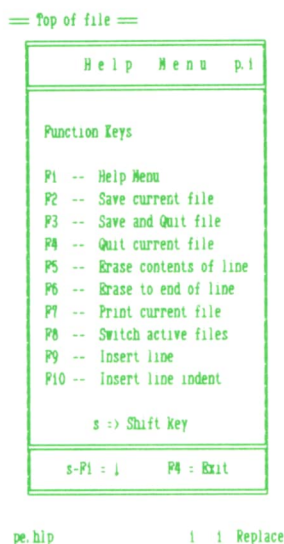 == Top of file ==
Help Menu p.1
Function Keys
F1 -- Help Menu
F2 -- Save current file
F3 -- Save and Quit file
F4 -- Quit current file
F5 -- Erase contents of line
F6 -- Erase to end of line
F7 -- Print current file
F8 -- Switch active files
F9 -- Insert line
F10 -- Insert line indent
s => Shift Key
s-F1 = ↓ F4 = Exit
pe.hlp 1 1 Replace